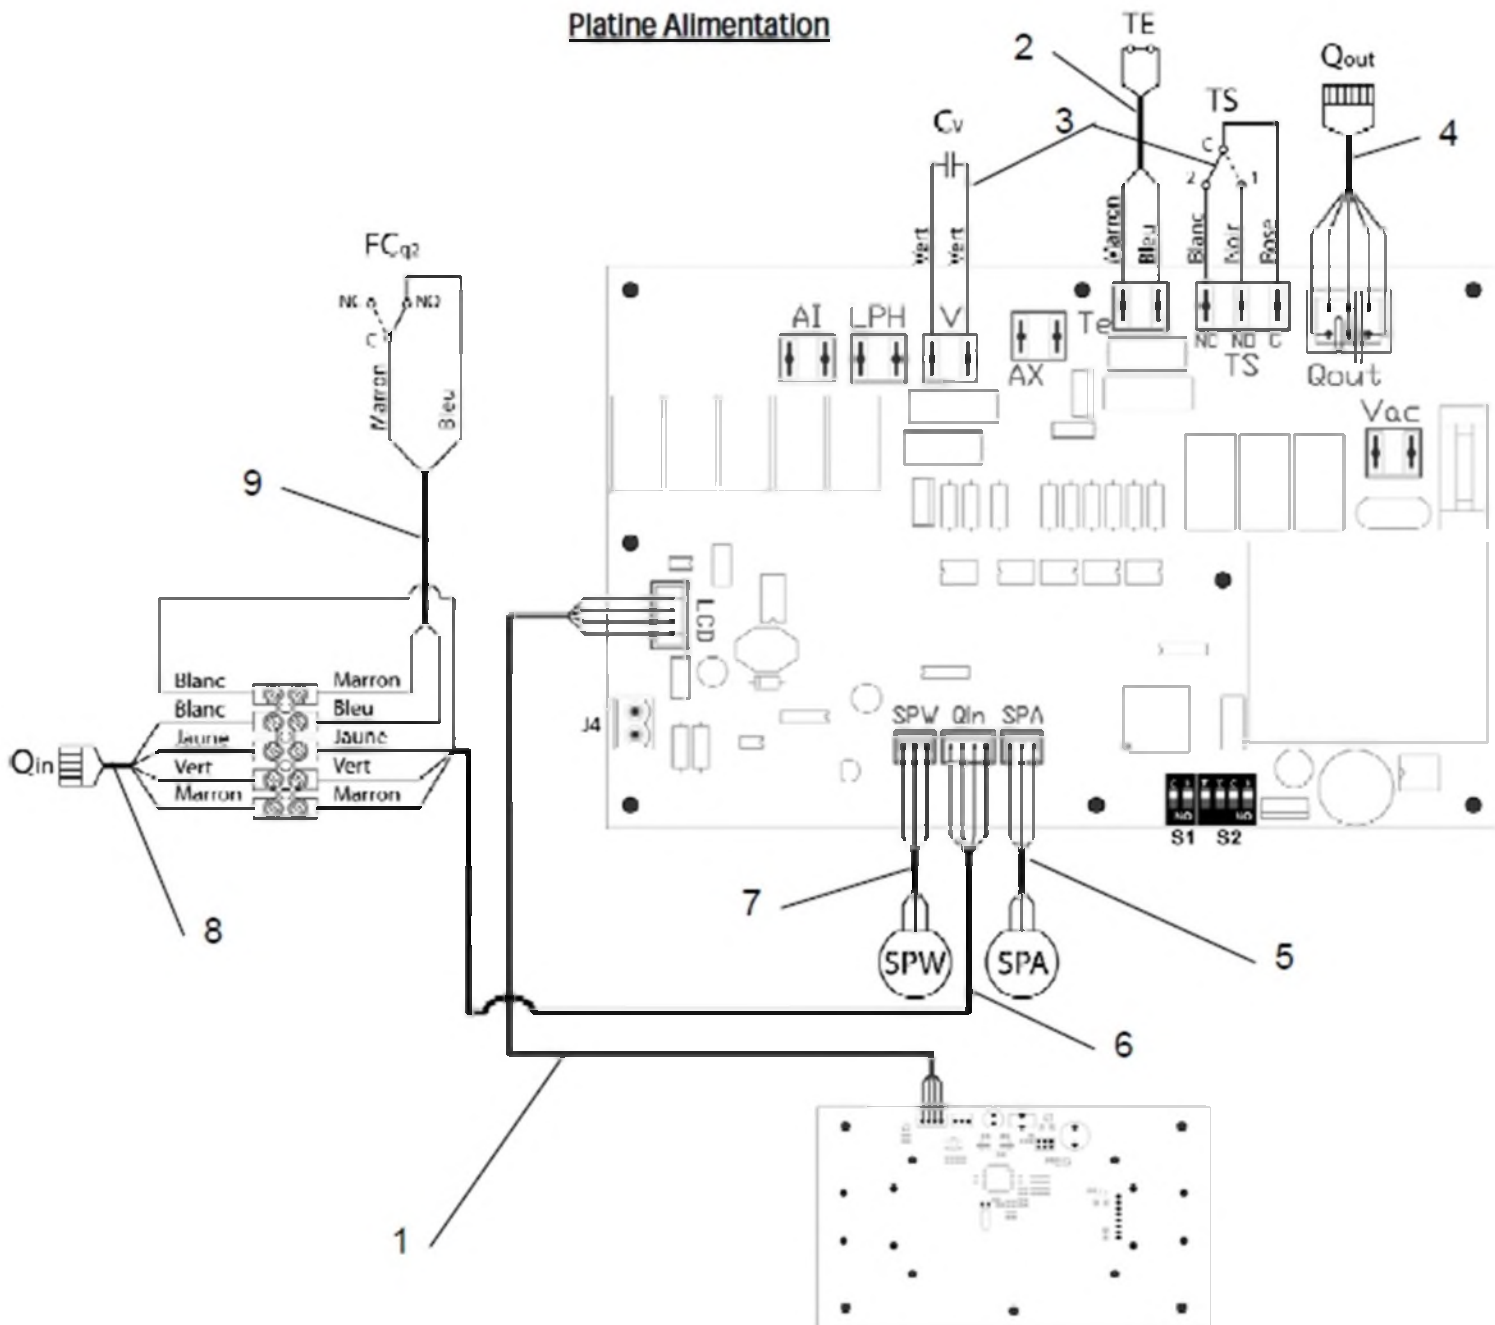 Platine Alimentation
TE
2
Qout
TS
Cv
3
4
C
2
1
Vert
Vert
Marron
Bleu
Blanc
Noir
Rose
FCq2
NC
NO
C
Marron
Bleu
AI
LPH
V
AX
Te
NC
NO
C
TS
Qout
Vac
9
LCD
Blanc
Marron
Blanc
Bleu
Jaune
Jaune
Qin
Vert
Vert
Marron
Marron
J4
SPW
Qin
SPA
NO
NO
S1
S2
8
7
SPW
SPA
5
6
1